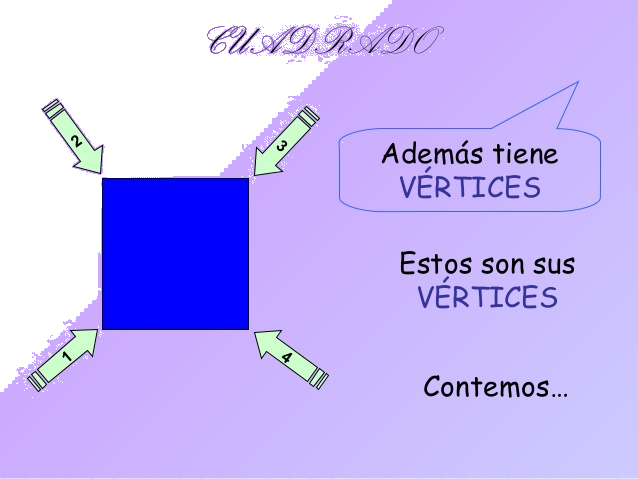 CUADRADO
2
3
Además tiene
VÉRTICES
Estos son sus
VÉRTICES
1
4
Contemos...